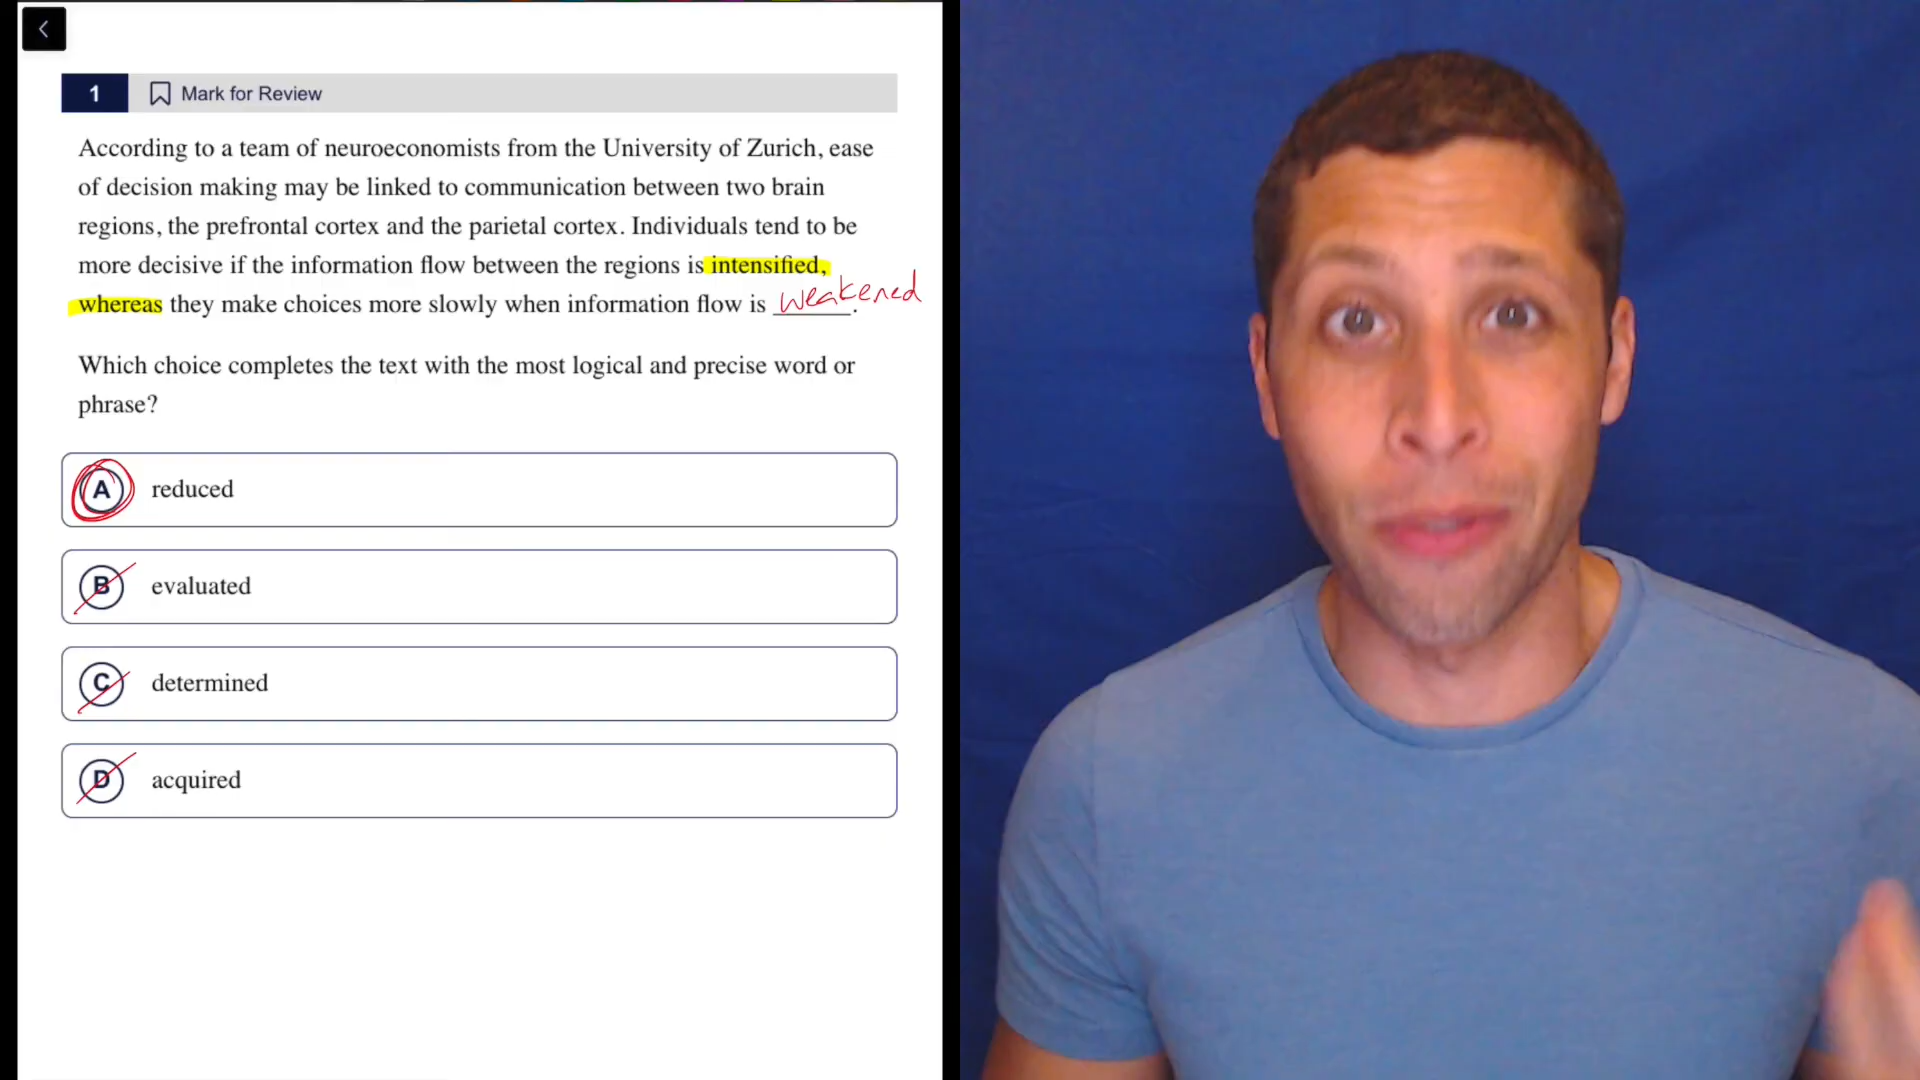 1 Mark for Review
According to a team of neuroeconomists from the University of Zurich, ease
of decision making may be linked to communication between two brain
regions, the prefrontal cortex and the parietal cortex. Individuals tend to be
more decisive if the information flow between the regions is intensified,
whereas they make choices more slowly when information flow is weakened.
Which choice completes the text with the most logical and precise word or
phrase?
A reduced
B evaluated
C determined
D acquired